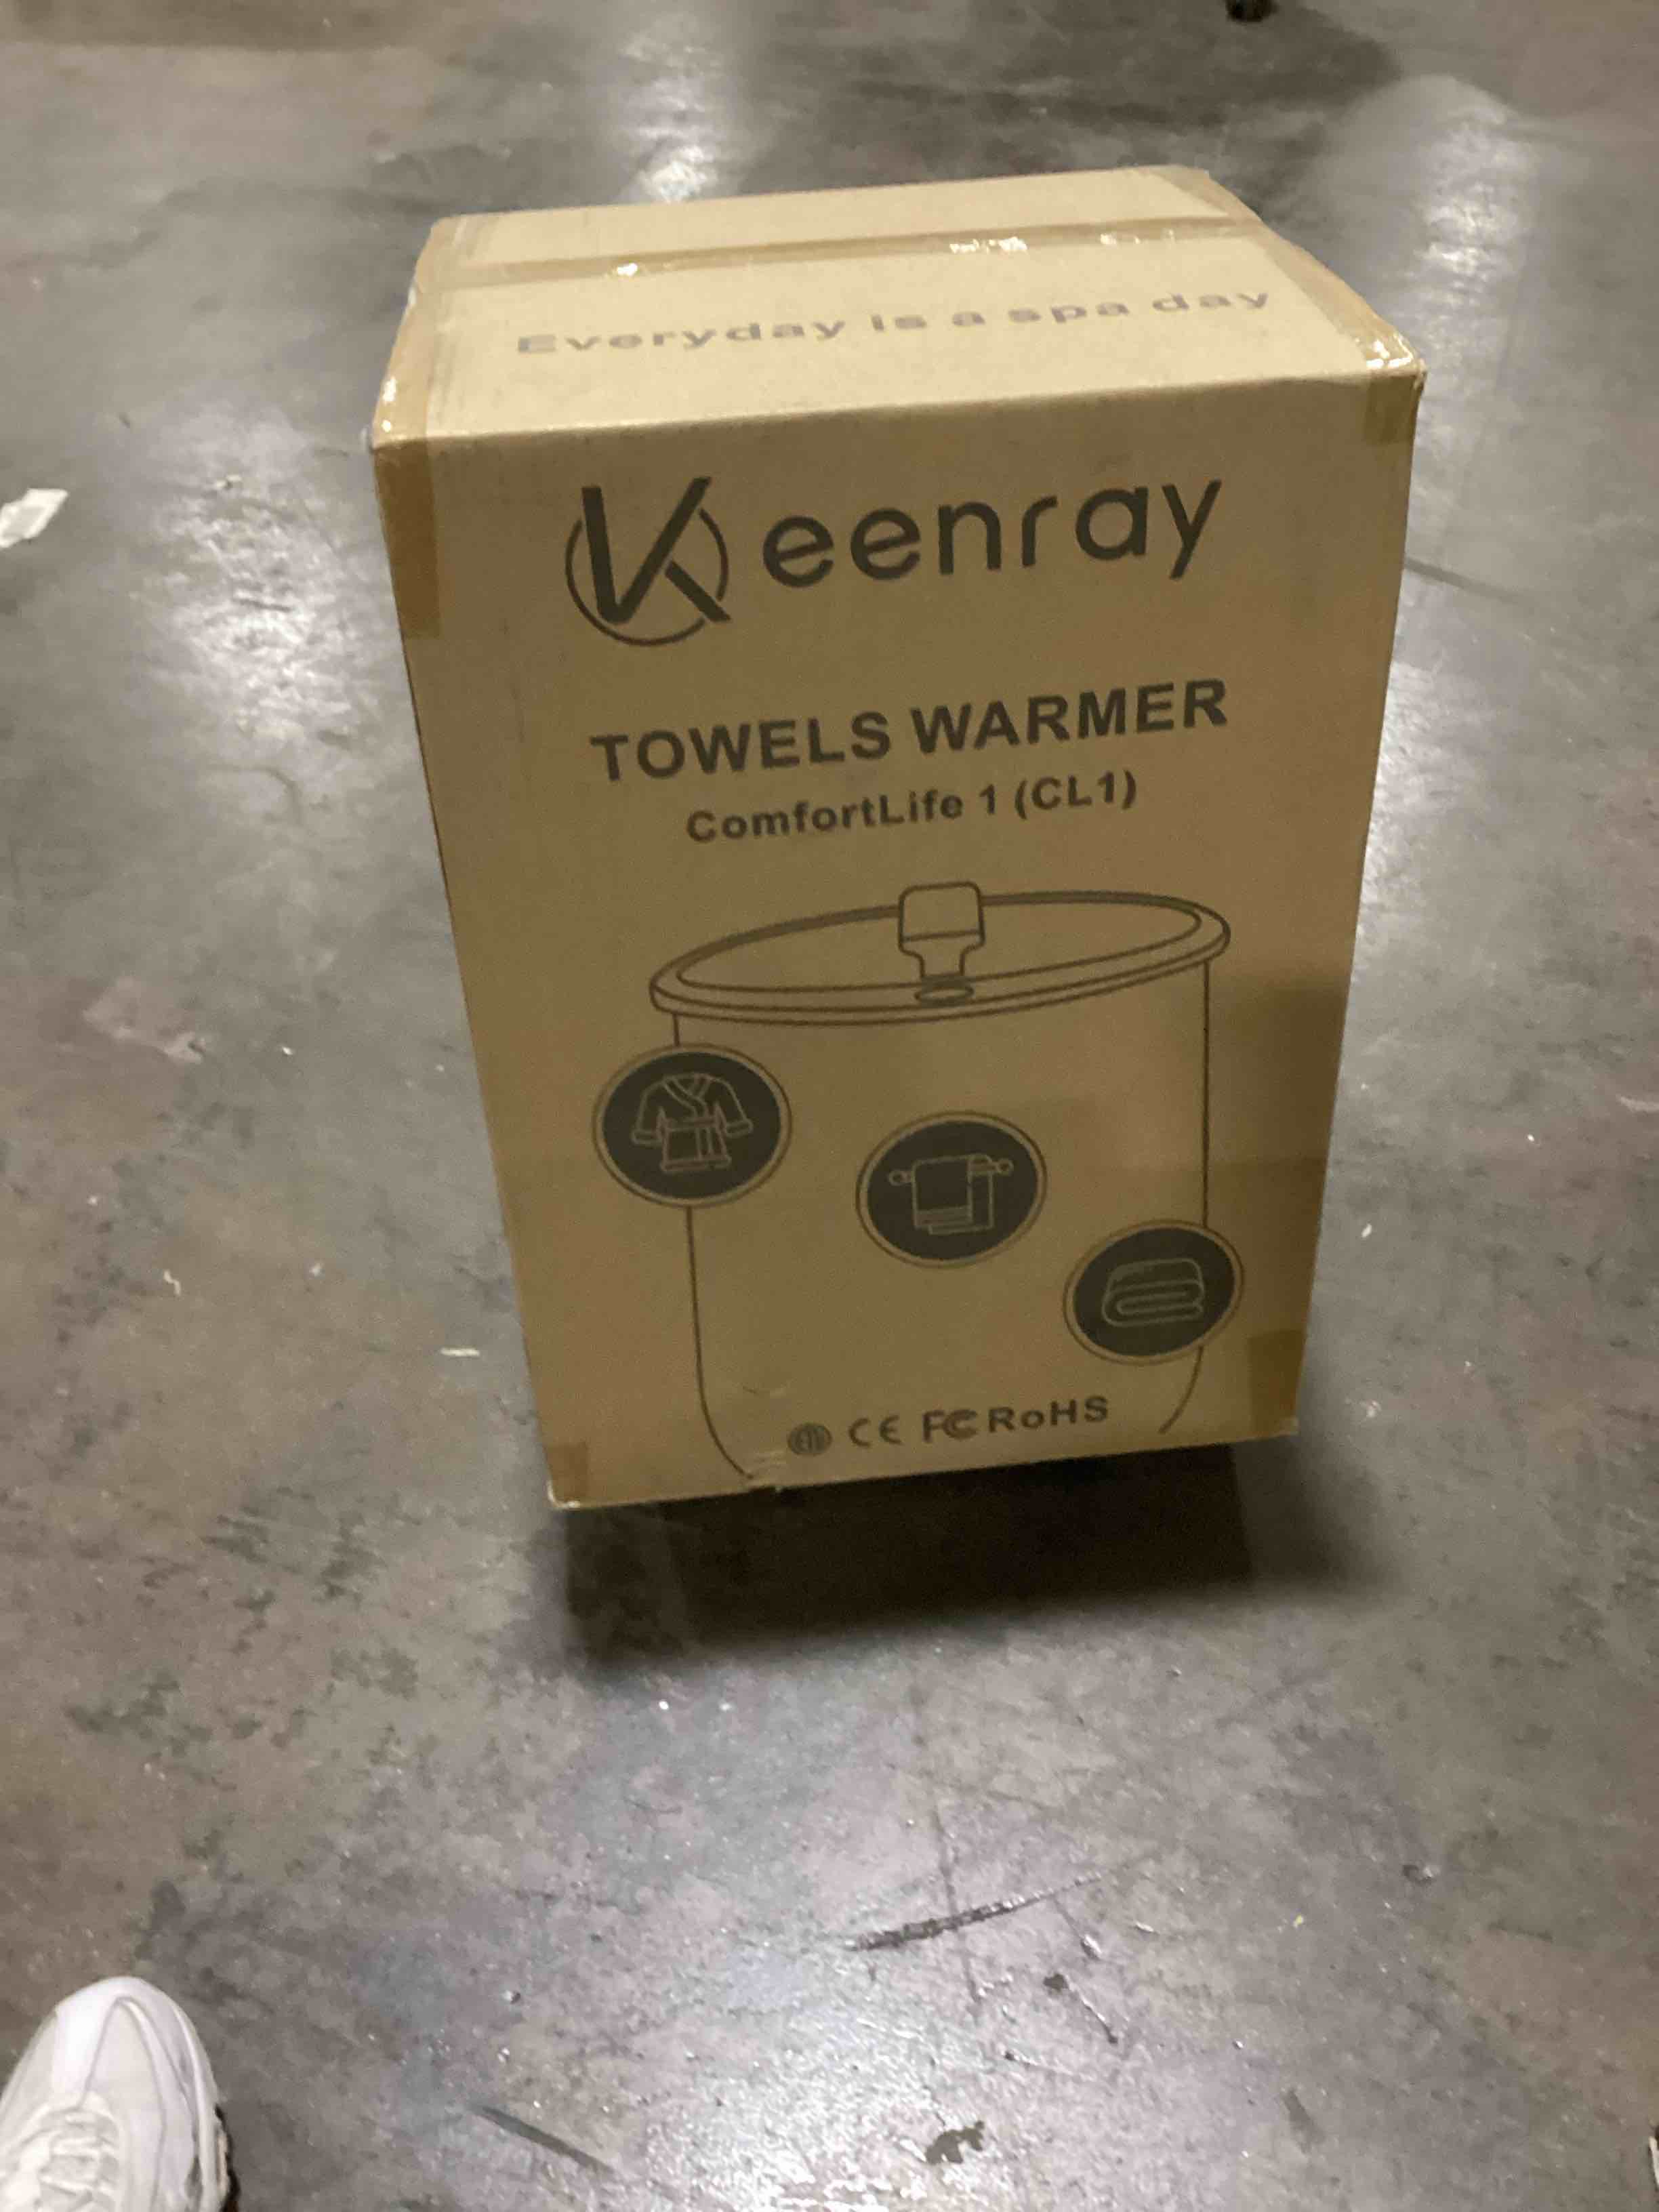 Everyday is a spa day
Keenray
TOWELS WARMER
ComfortLife 1 (CL1)
CE FC RoHS